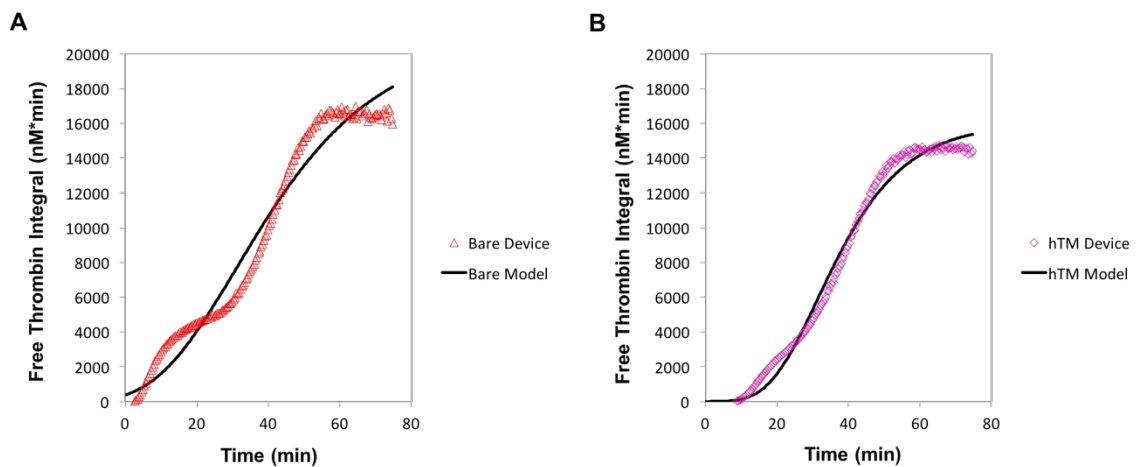 A
Free Thrombin Integral (nM*min)
20000
18000
16000
14000
12000
10000
8000
6000
4000
2000
0
0 20 40 60 80
Time (min)
Bare Device
Bare Model
B
Free Thrombin Integral (nM*min)
20000
18000
16000
14000
12000
10000
8000
6000
4000
2000
0
0 20 40 60 80
Time (min)
hTM Device
hTM Model